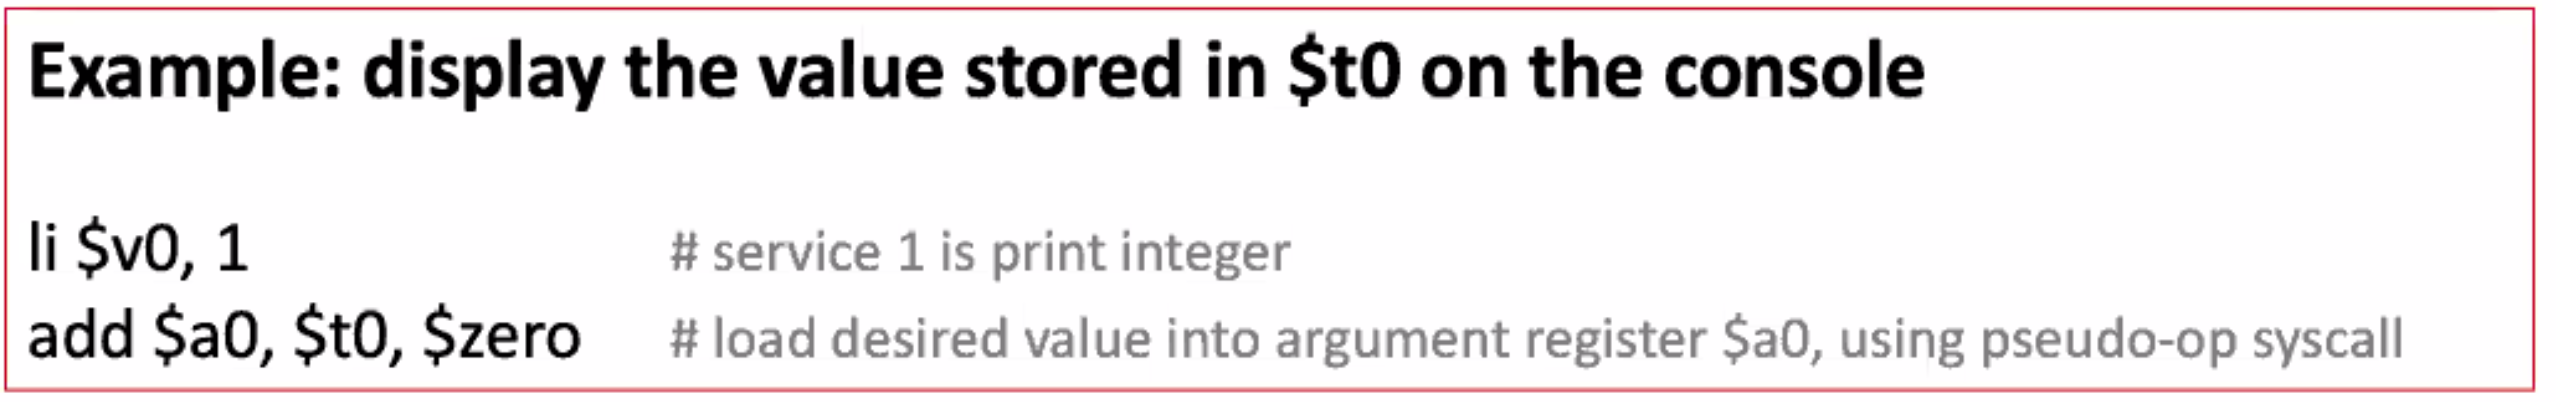 Example: display the value stored in $t0 on the console
li $v0, 1 # service 1 is print integer
add $a0, $t0, $zero # load desired value into argument register $a0, using pseudo-op syscall